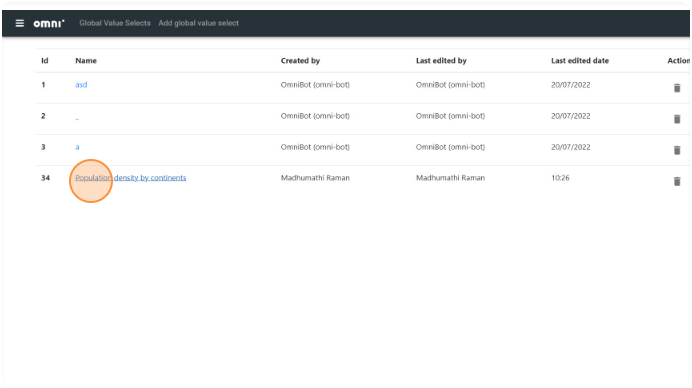 omni Global Value Selects Add global value select
Id Name Created by Last edited by Last edited date Action
1 asd OmniBot (omni-bot) OmniBot (omni-bot) 20/07/2022
2 _ OmniBot (omni-bot) OmniBot (omni-bot) 20/07/2022
3 a OmniBot (omni-bot) OmniBot (omni-bot) 20/07/2022
34 Population density by continents Madhumathi Raman Madhumathi Raman 10:26